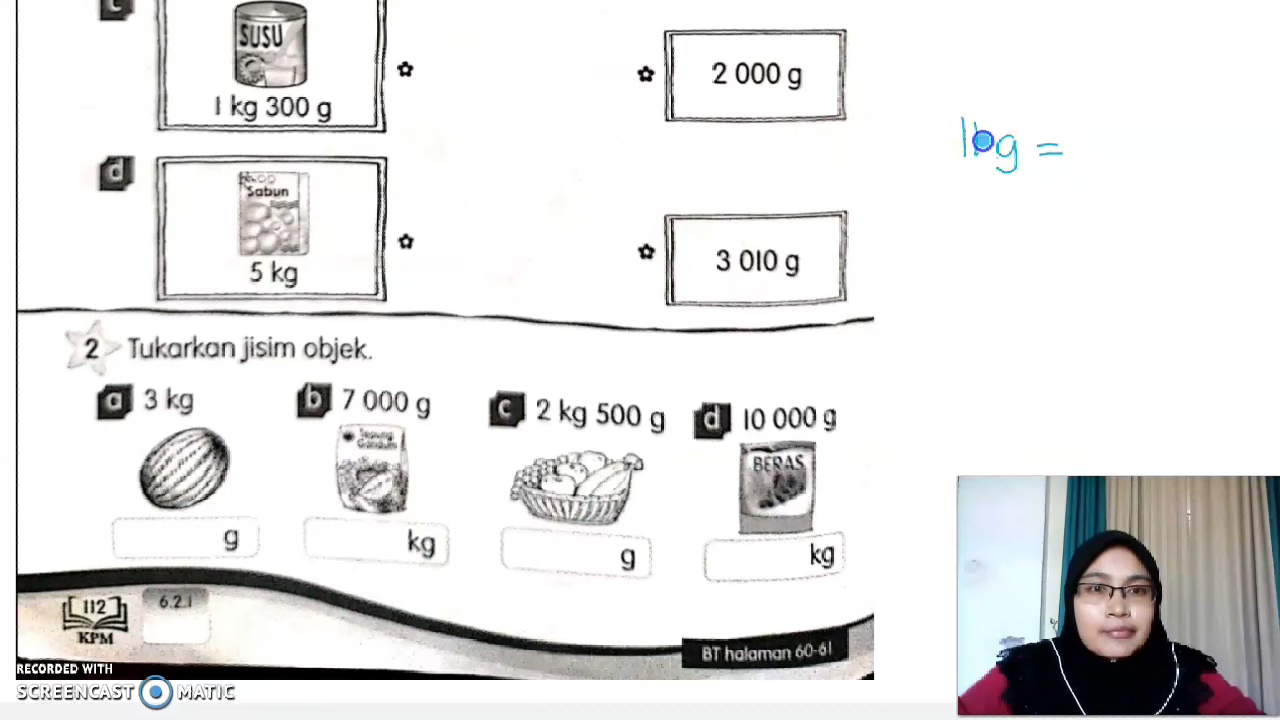 c
SUSU
1 kg 300 g
2 000 g
d
Sabun
5 kg
3 010 g
2 Tukarkan jisim objek.
a 3 kg
b 7 000 g
c 2 kg 500 g
d 10 000 g
Tepung Gandum
BERAS
g
kg
g
kg
112
KPM
6.2.1
BT halaman 60-61
RECORDED WITH
SCREENCAST MATIC